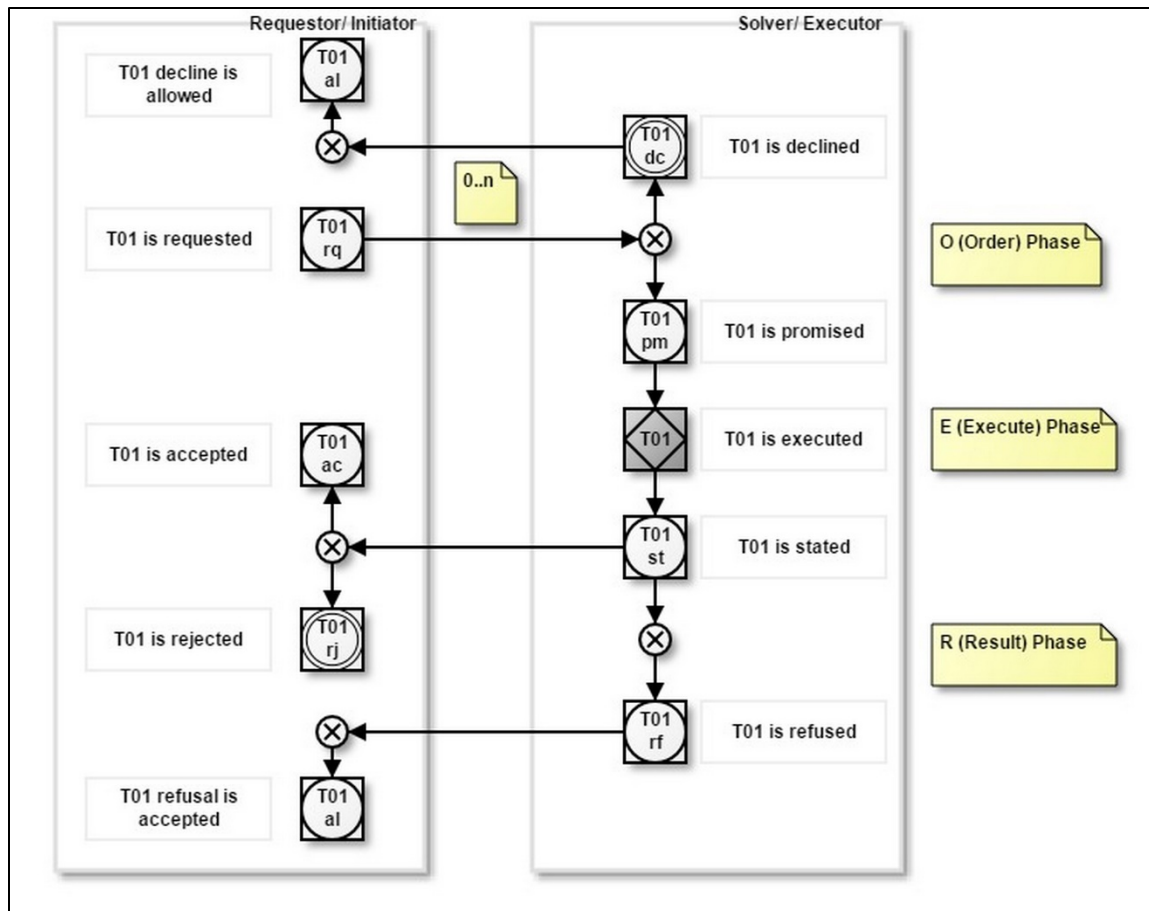 Requestor/ Initiator
Solver/ Executor
T01 decline is
allowed
T01
al
T01
dc
T01 is declined
0..n
T01 is requested
T01
rq
O (Order) Phase
T01
pm
T01 is promised
T01 is accepted
T01
ac
T01
T01 is executed
E (Execute) Phase
T01
st
T01 is stated
T01 is rejected
T01
rj
R (Result) Phase
T01
rf
T01 is refused
T01 refusal is
accepted
T01
al